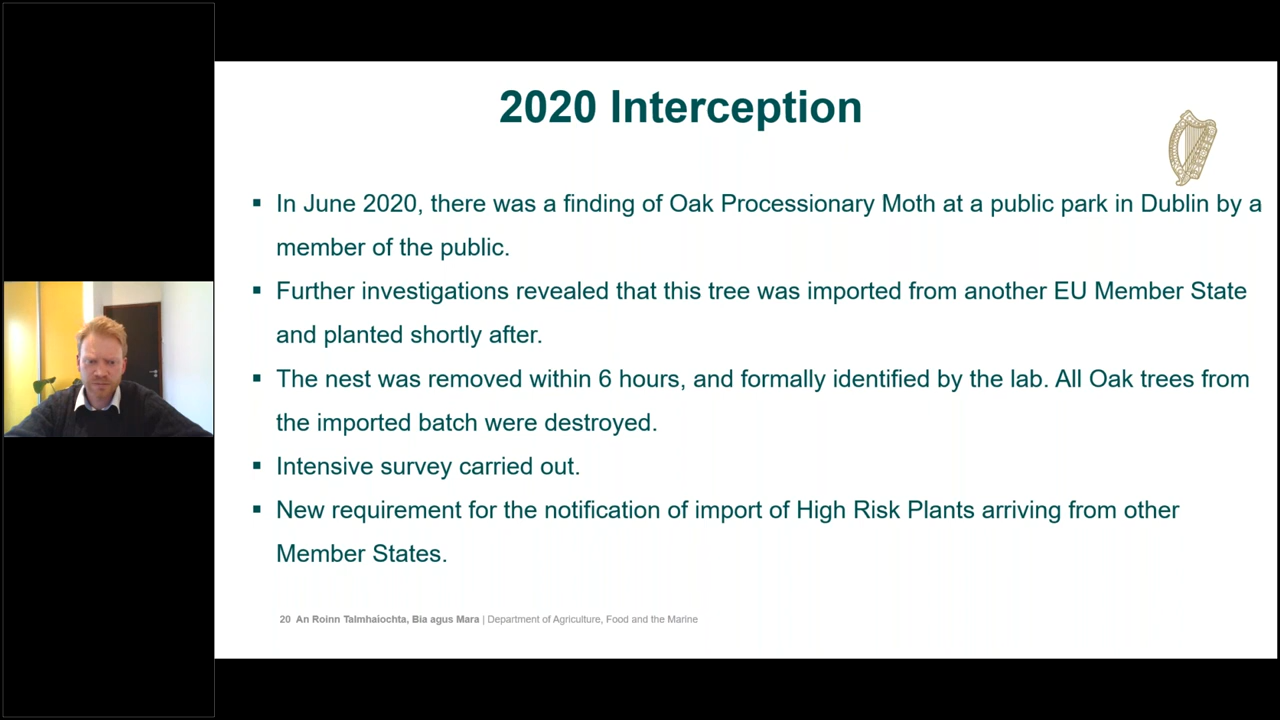 2020 Interception
▪ In June 2020, there was a finding of Oak Processionary Moth at a public park in Dublin by a
member of the public.
▪ Further investigations revealed that this tree was imported from another EU Member State
and planted shortly after.
▪ The nest was removed within 6 hours, and formally identified by the lab. All Oak trees from
the imported batch were destroyed.
▪ Intensive survey carried out.
▪ New requirement for the notification of import of High Risk Plants arriving from other
Member States.
20 An Roinn Talmhaíochta, Bia agus Mara | Department of Agriculture, Food and the Marine